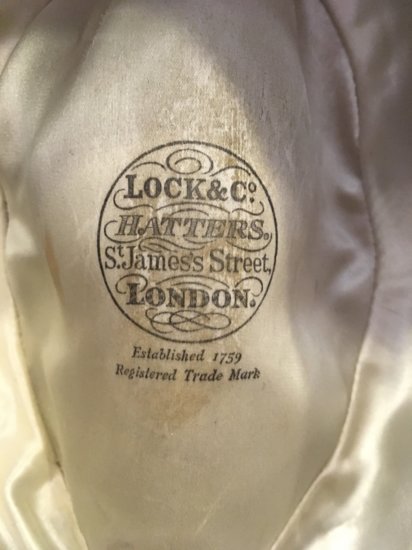 LOCK & Co.
HATTERS,
St. James's Street,
LONDON.
Established 1759
Registered Trade Mark